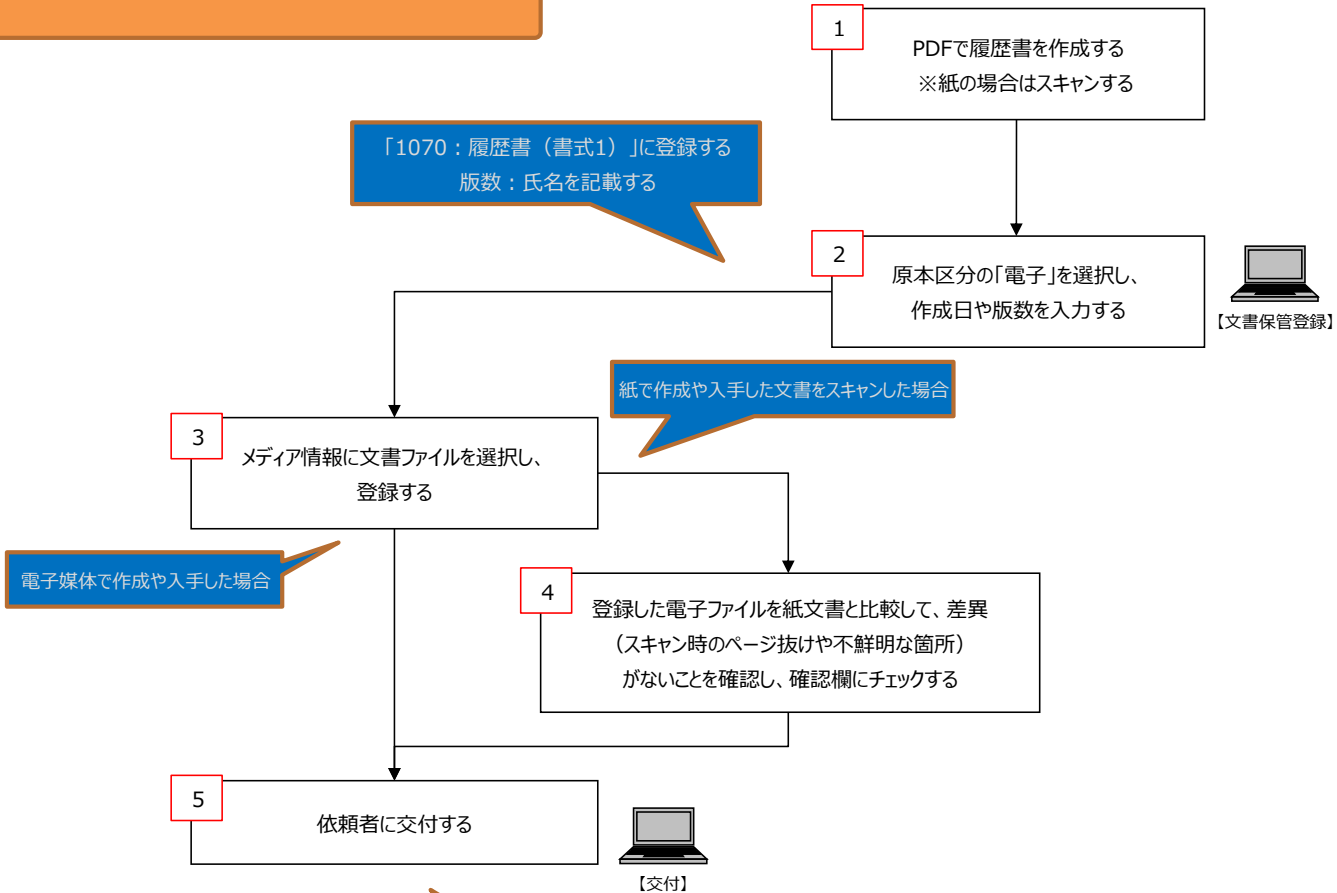 1
PDFで履歴書を作成する
※紙の場合はスキャンする
「1070：履歴書（書式1）」に登録する
版数：氏名を記載する
2
原本区分の「電子」を選択し、
作成日や版数を入力する
【文書保管登録】
紙で作成や入手した文書をスキャンした場合
3
メディア情報に文書ファイルを選択し、
登録する
電子媒体で作成や入手した場合
4
登録した電子ファイルを紙文書と比較して、差異
（スキャン時のページ抜けや不鮮明な箇所）
がないことを確認し、確認欄にチェックする
5
依頼者に交付する
【交付】